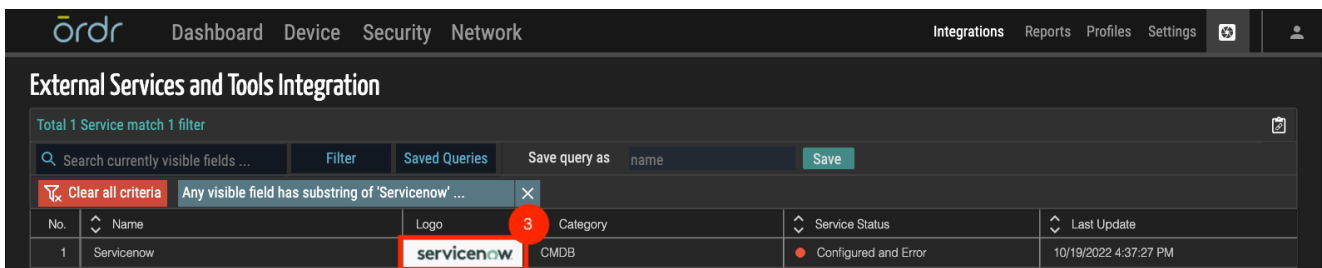 ōrdr Dashboard Device Security Network Integrations Reports Profiles Settings
External Services and Tools Integration
Total 1 Service match 1 filter
Search currently visible fields ... Filter Saved Queries Save query as name Save
Clear all criteria Any visible field has substring of 'Servicenow' ...
No. Name Logo 3 Category Service Status Last Update
1 Servicenow servicenow CMDB Configured and Error 10/19/2022 4:37:27 PM